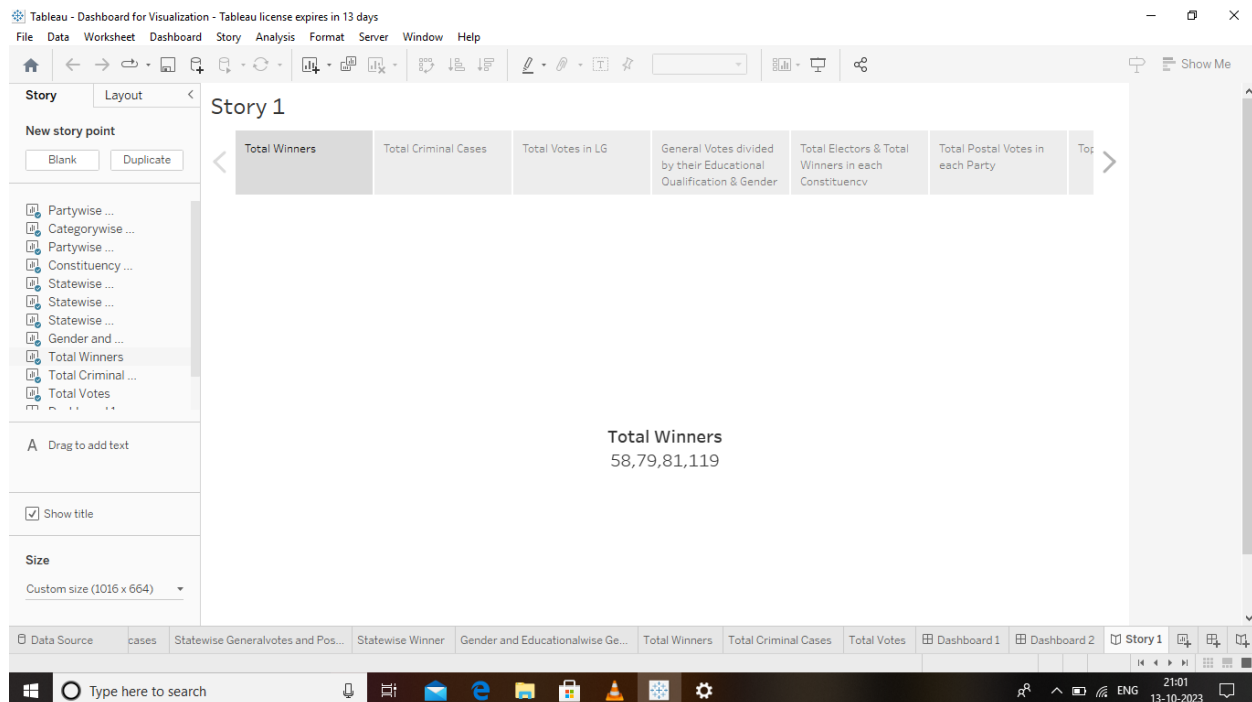 Tableau - Dashboard for Visualization - Tableau license expires in 13 days
File Data Worksheet Dashboard Story Analysis Format Server Window Help
Show Me
Story Layout
New story point
Blank Duplicate
Partywise ...
Categorywise ...
Partywise ...
Constituency ...
Statewise ...
Statewise ...
Statewise ...
Gender and ...
Total Winners
Total Criminal ...
Total Votes
A Drag to add text
Show title
Size
Custom size (1016 x 664)
Story 1
Total Winners
Total Criminal Cases
Total Votes in LG
General Votes divided
by their Educational
Qualification & Gender
Total Electors & Total
Winners in each
Constituency
Total Postal Votes in
each Party
Total Winners
58,79,81,119
Data Source cases Statewise Generalvotes and Pos... Statewise Winner Gender and Educationalwise Ge... Total Winners Total Criminal Cases Total Votes Dashboard 1 Dashboard 2 Story 1
Type here to search
ENG
21:01
13-10-2023